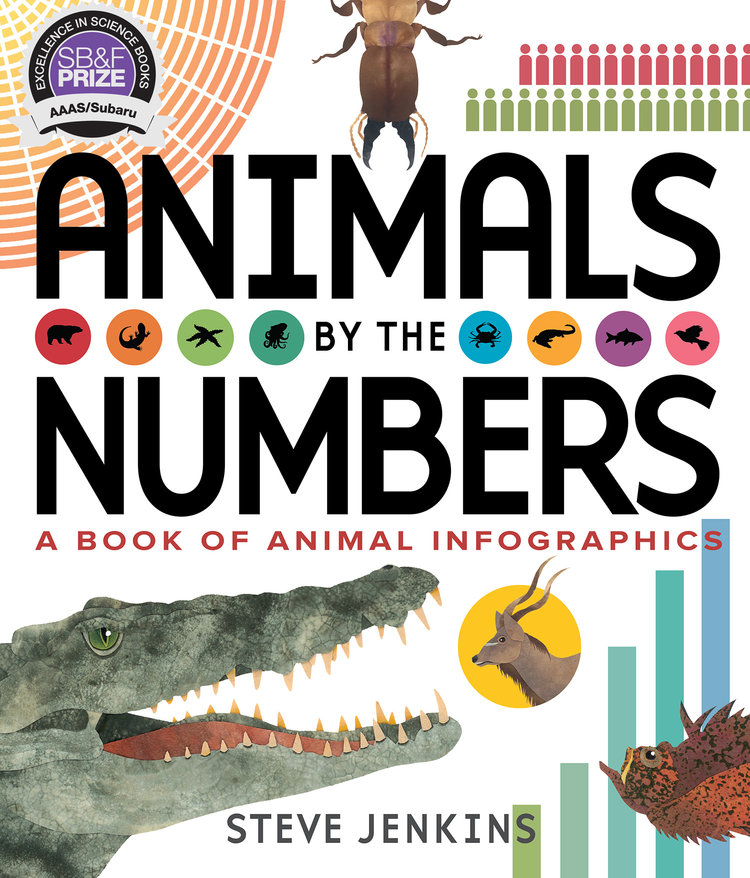 EXCELLENCE IN SCIENCE BOOKS
SB&F
PRIZE
AAAS/Subaru
ANIMALS
BY THE
NUMBERS
A BOOK OF ANIMAL INFOGRAPHICS
STEVE JENKINS